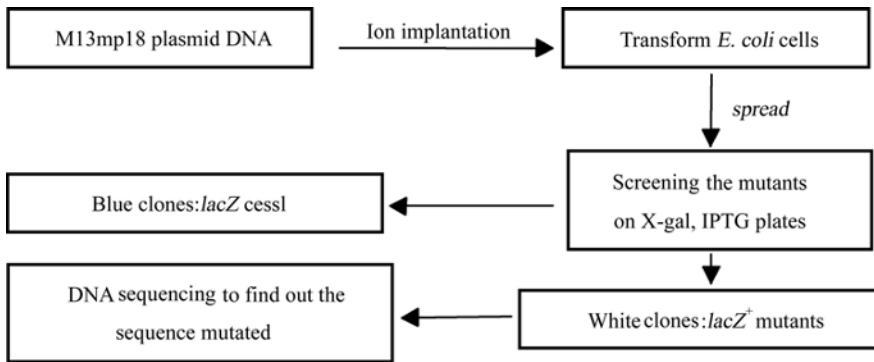 M13mp18 plasmid DNA
Ion implantation
Transform E. coli cells
spread
Screening the mutants
on X-gal, IPTG plates
Blue clones:lacZ cessl
White clones:lacZ+ mutants
DNA sequencing to find out the
sequence mutated